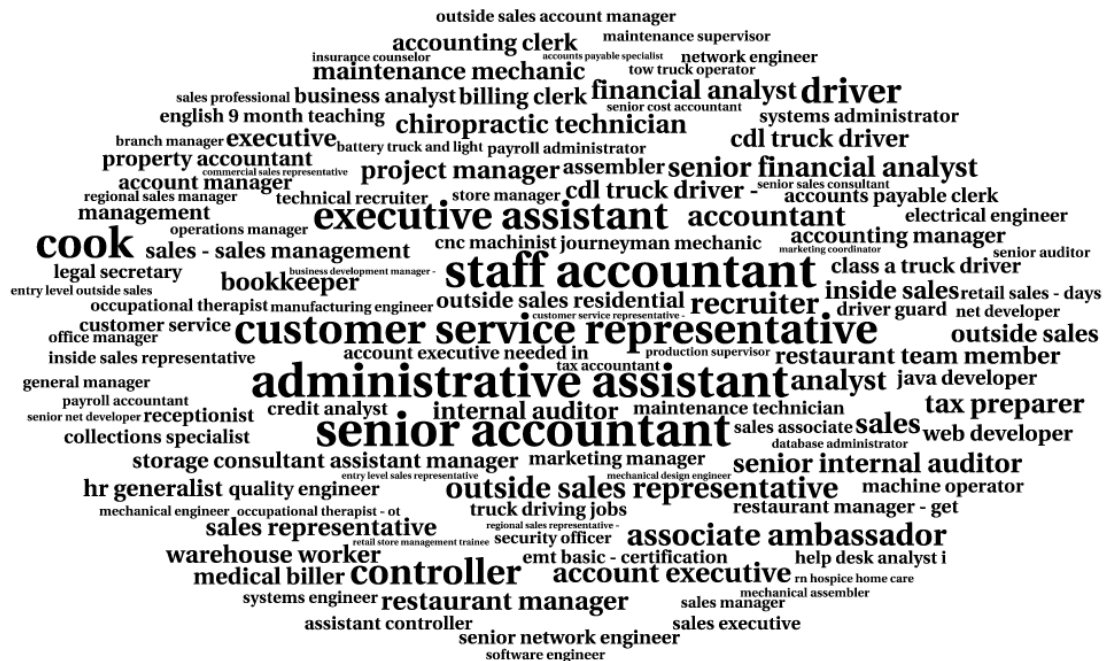 outside sales account manager
accounting clerk
maintenance supervisor
insurance counselor
accounts payable specialist
network engineer
maintenance mechanic
tow truck operator
sales professional
business analyst
billing clerk
financial analyst
driver
senior cost accountant
english 9 month teaching
chiropractic technician
systems administrator
branch manager
executive
battery truck and light
payroll administrator
cdl truck driver
property accountant
commercial sales representative
project manager
assembler
senior financial analyst
account manager
regional sales manager
technical recruiter
store manager
cdl truck driver -
senior sales consultant
accounts payable clerk
management
executive assistant
accountant
electrical engineer
operations manager
cook
sales - sales management
cnc machinist
journeyman mechanic
accounting manager
marketing coordinator
senior auditor
legal secretary
business development manager -
bookkeeper
staff accountant
class a truck driver
entry level outside sales
inside sales
retail sales - days
occupational therapist
manufacturing engineer
outside sales residential
recruiter
driver guard
net developer
customer service
customer service representative -
customer service representative
outside sales
office manager
inside sales representative
account executive needed in
production supervisor
restaurant team member
tax accountant
general manager
administrative assistant
analyst
java developer
payroll accountant
senior net developer
receptionist
credit analyst
internal auditor
maintenance technician
tax preparer
collections specialist
senior accountant
sales associate
sales
web developer
database administrator
storage consultant assistant manager
marketing manager
senior internal auditor
entry level sales representative
mechanical design engineer
hr generalist
quality engineer
outside sales representative
machine operator
mechanical engineer
occupational therapist - ot
truck driving jobs
restaurant manager - get
sales representative
regional sales representative -
retail store management trainee
security officer
associate ambassador
warehouse worker
emt basic - certification
help desk analyst i
medical biller
controller
account executive
rn hospice home care
mechanical assembler
systems engineer
restaurant manager
sales manager
assistant controller
sales executive
senior network engineer
software engineer